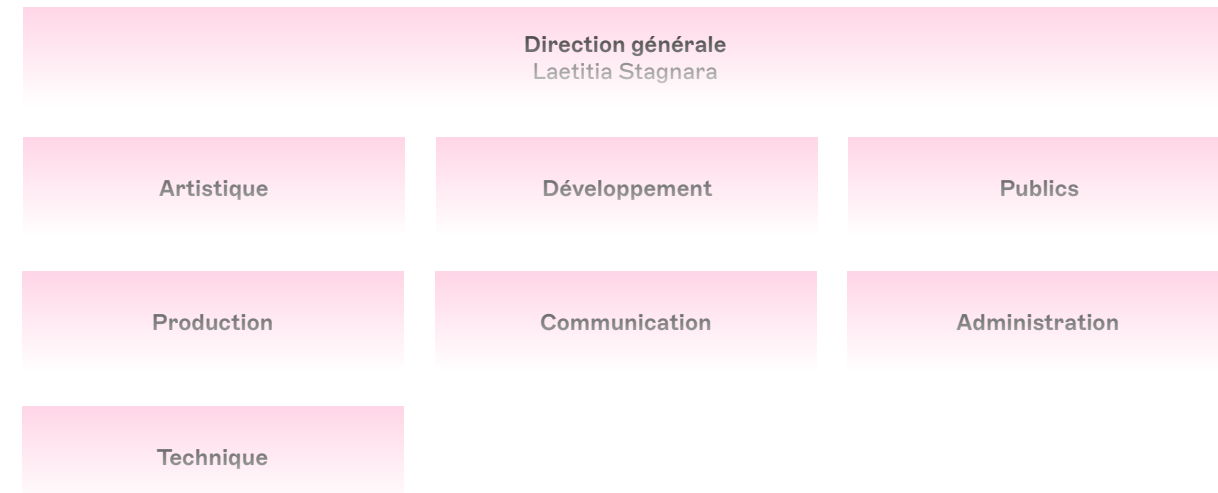 Direction générale
Laetitia Stagnara
Artistique
Développement
Publics
Production
Communication
Administration
Technique